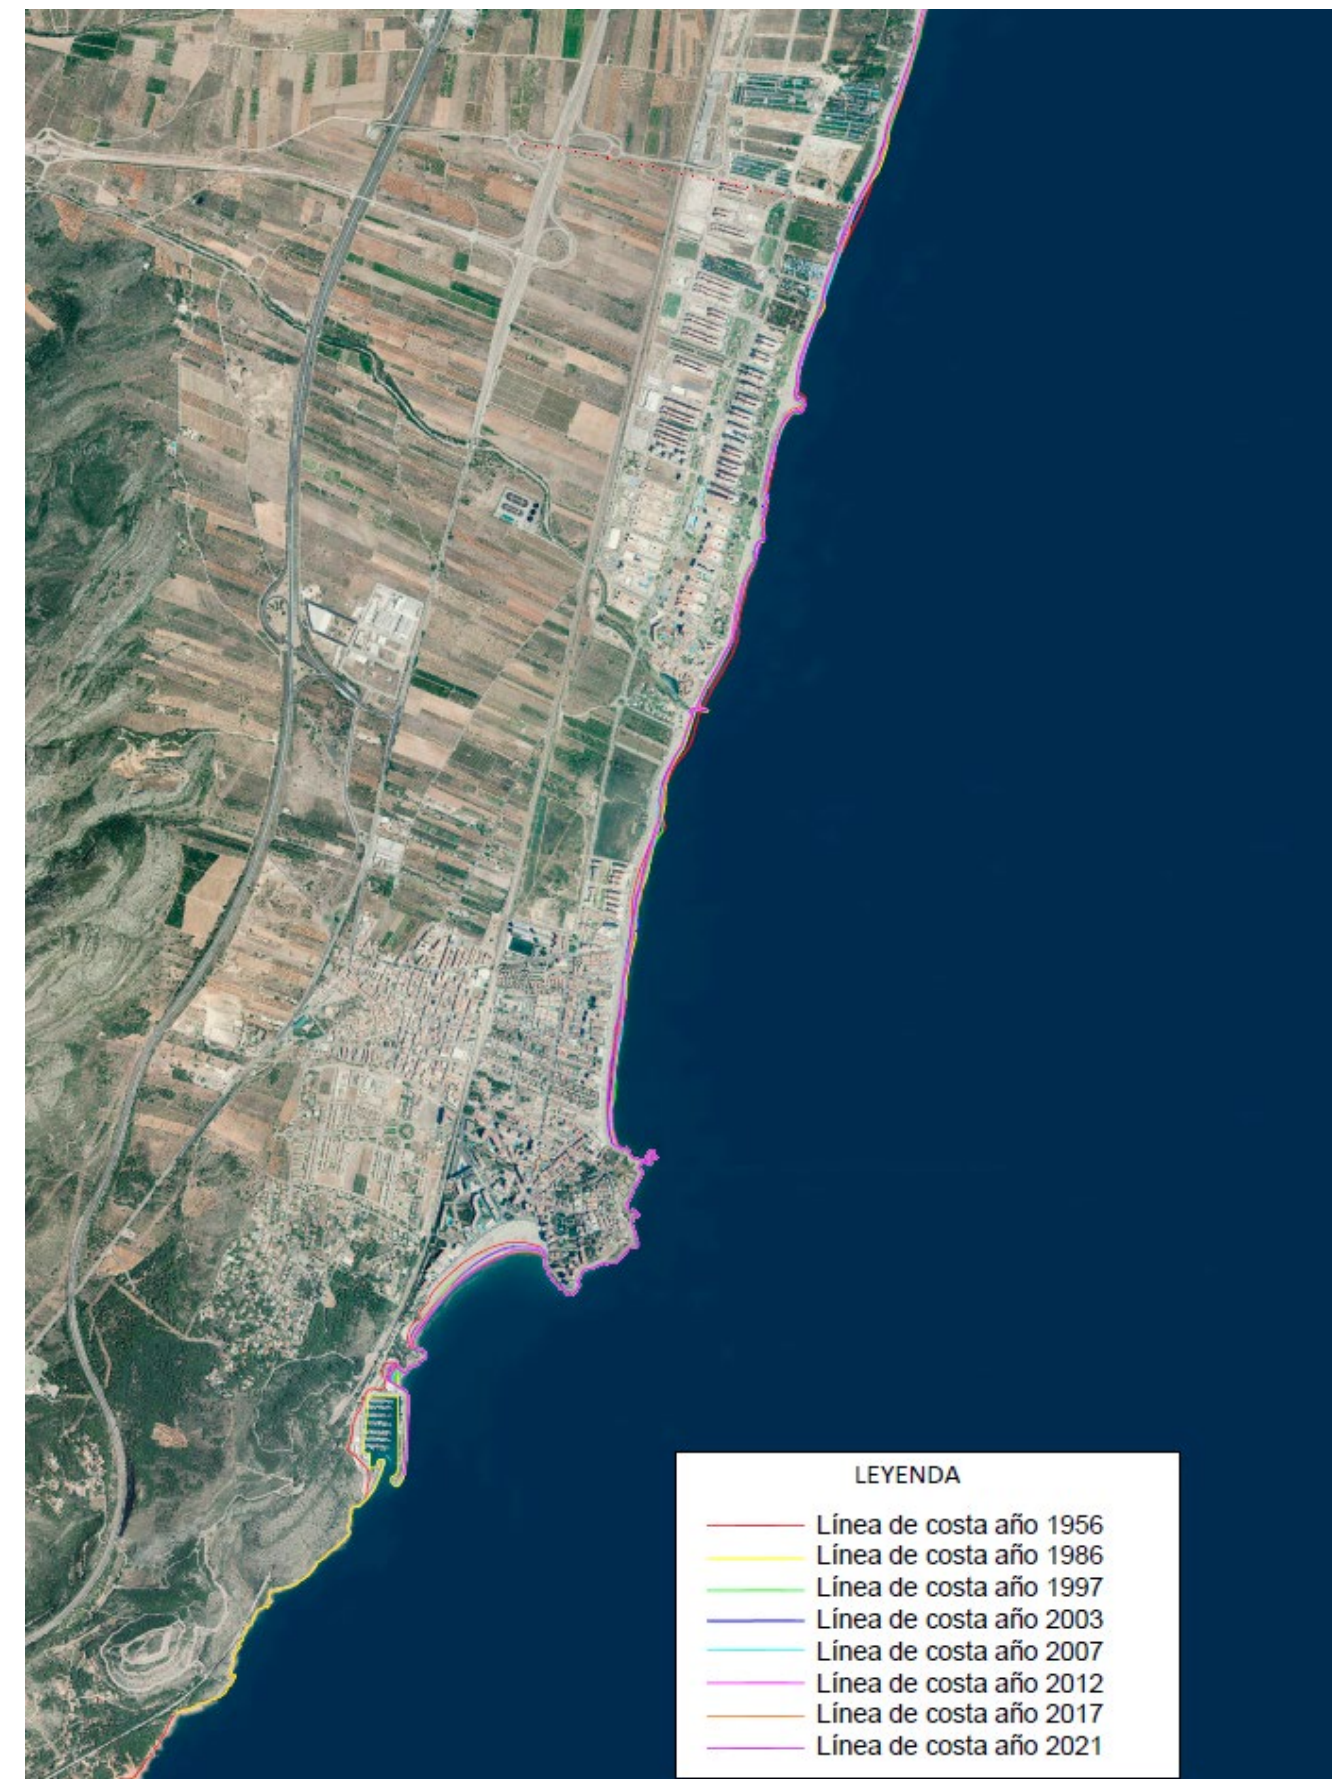 LEYENDA
Línea de costa año 1956
Línea de costa año 1986
Línea de costa año 1997
Línea de costa año 2003
Línea de costa año 2007
Línea de costa año 2012
Línea de costa año 2017
Línea de costa año 2021